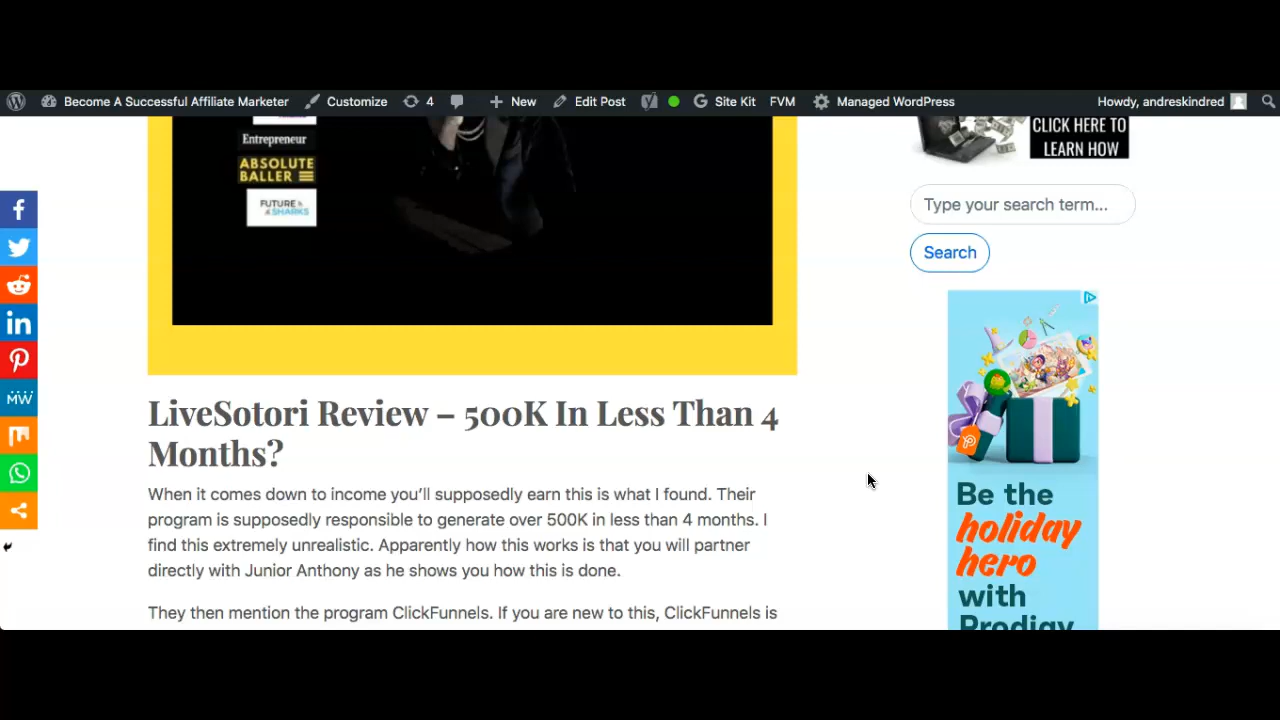 Become A Successful Affiliate Marketer Customize 4 New Edit Post Site Kit FVM Managed WordPress Howdy, andreskindred
Entrepreneur
ABSOLUTE
BALLER
FUTURE
SHARKS
CLICK HERE TO
LEARN HOW
Type your search term...
Search
LiveSotori Review – 500K In Less Than 4
Months?
When it comes down to income you'll supposedly earn this is what I found. Their
program is supposedly responsible to generate over 500K in less than 4 months. I
find this extremely unrealistic. Apparently how this works is that you will partner
directly with Junior Anthony as he shows you how this is done.
They then mention the program ClickFunnels. If you are new to this, ClickFunnels is
Be the
holiday
hero
with
Prodigy
MW